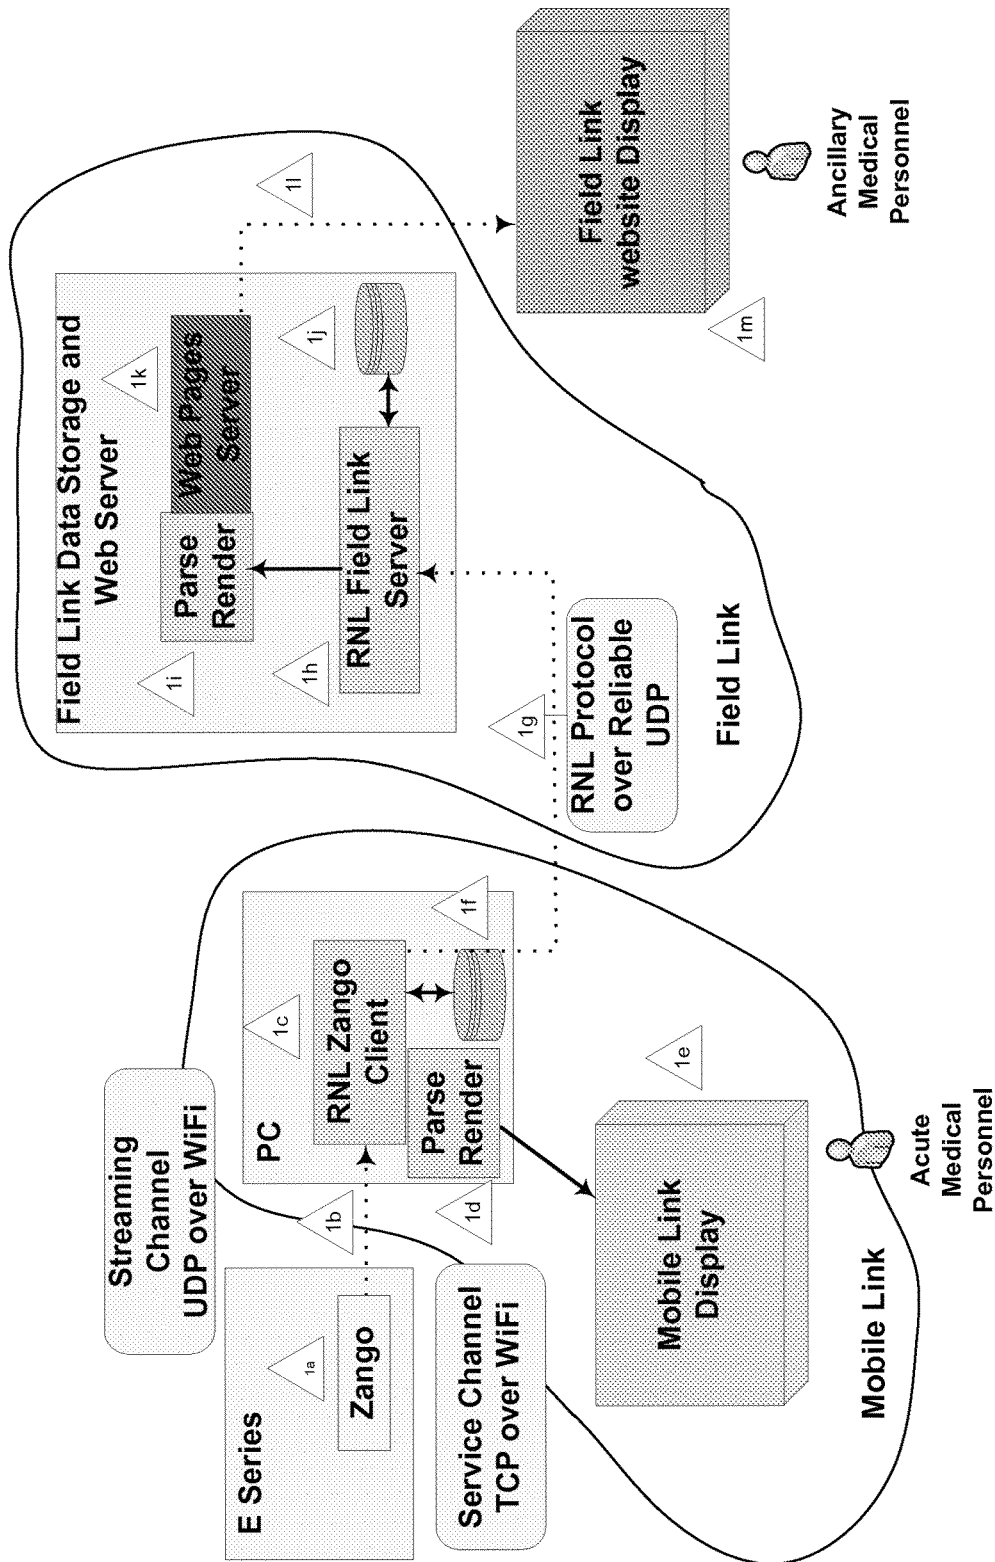 E Series
1a
Zango
Streaming
Channel
UDP over WiFi
Service Channel
TCP over WiFi
1b
PC
1c
RNL Zango
Client
Parse
Render
1d
1f
Mobile Link
Display
1e
Mobile Link
Acute
Medical
Personnel
1g
RNL Protocol
over Reliable
UDP
Field Link
Field Link Data Storage and
Web Server
1k
1i
Parse
Render
Web Pages
Server
1h
RNL Field Link
Server
1j
1l
Field Link
website Display
1m
Ancillary
Medical
Personnel